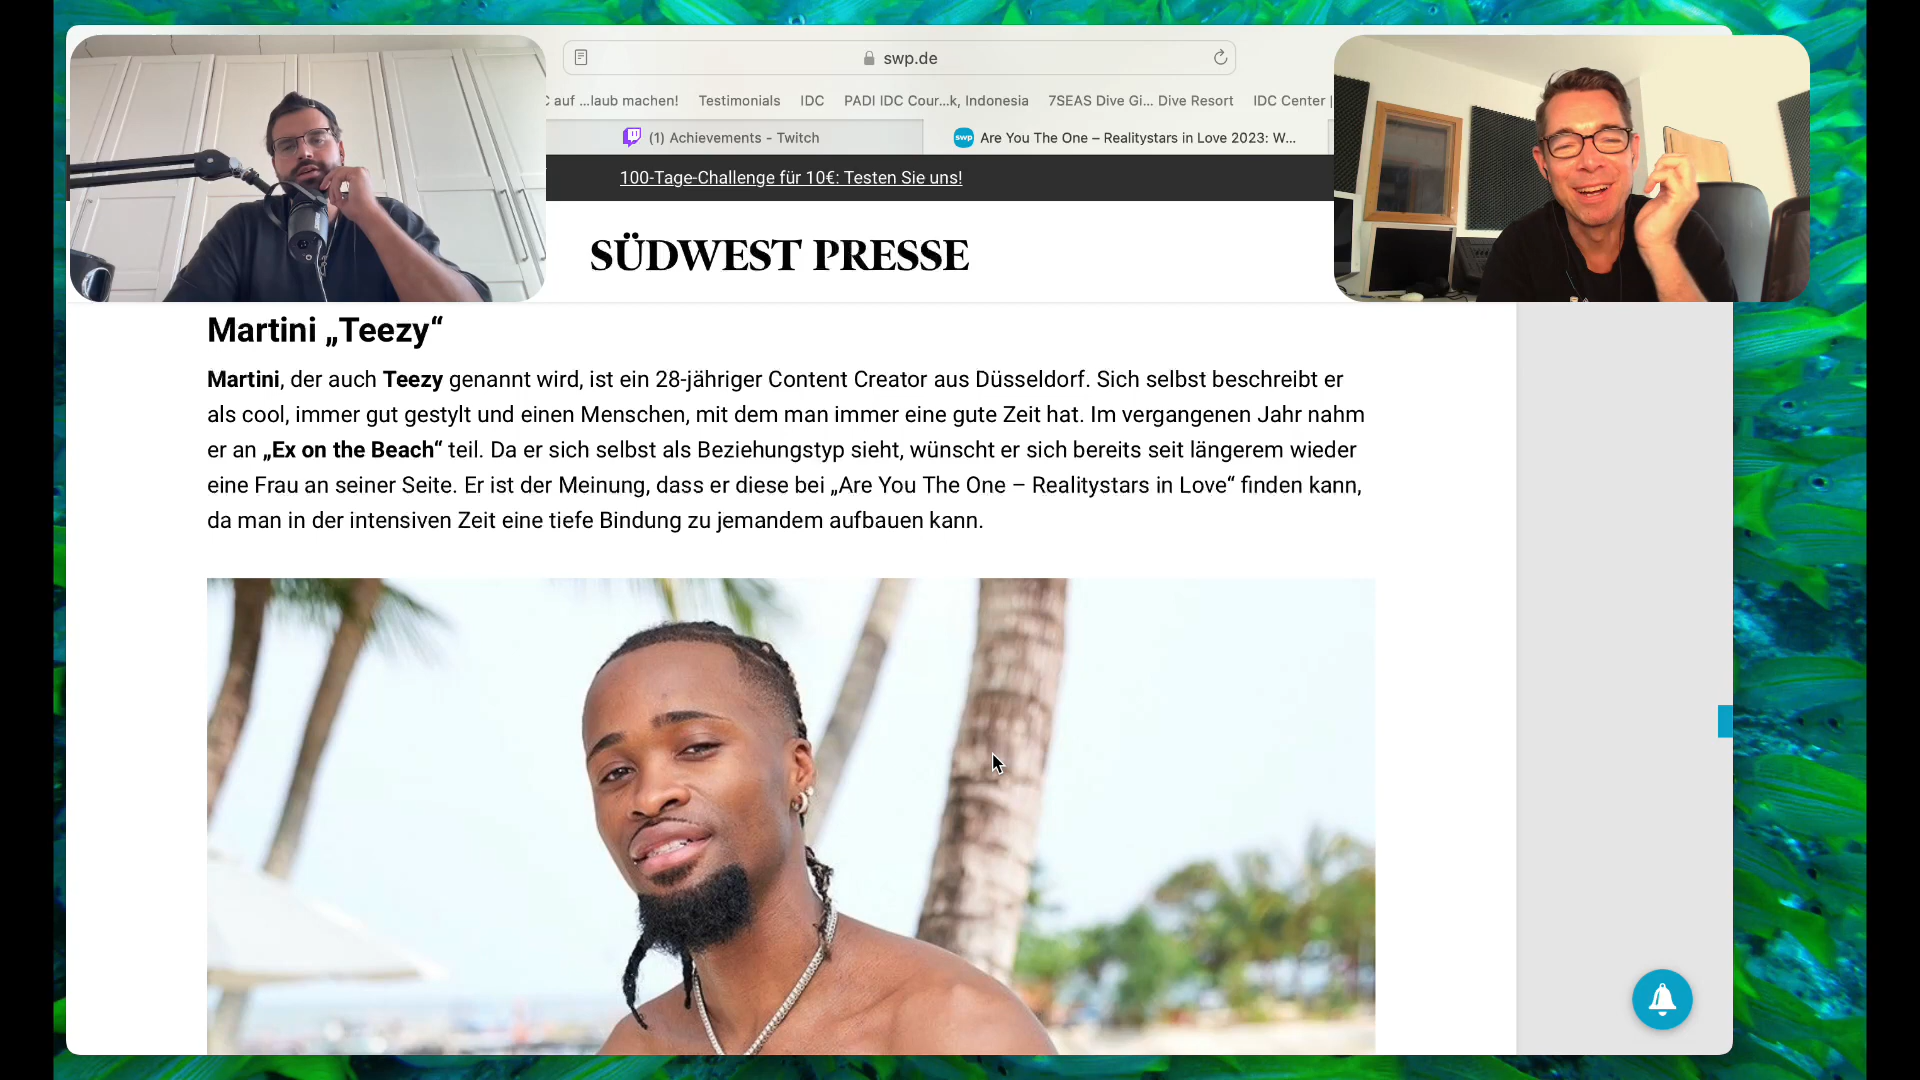 swp.de
C auf ...laub machen! Testimonials IDC PADI IDC Cour...k, Indonesia 7SEAS Dive Gi... Dive Resort IDC Center |
(1) Achievements - Twitch
swp Are You The One – Realitystars in Love 2023: W...
100-Tage-Challenge für 10€: Testen Sie uns!
SÜDWEST PRESSE
Martini „Teezy“
Martini, der auch Teezy genannt wird, ist ein 28-jähriger Content Creator aus Düsseldorf. Sich selbst beschreibt er
als cool, immer gut gestylt und einen Menschen, mit dem man immer eine gute Zeit hat. Im vergangenen Jahr nahm
er an „Ex on the Beach“ teil. Da er sich selbst als Beziehungstyp sieht, wünscht er sich bereits seit längerem wieder
eine Frau an seiner Seite. Er ist der Meinung, dass er diese bei „Are You The One – Realitystars in Love“ finden kann,
da man in der intensiven Zeit eine tiefe Bindung zu jemandem aufbauen kann.